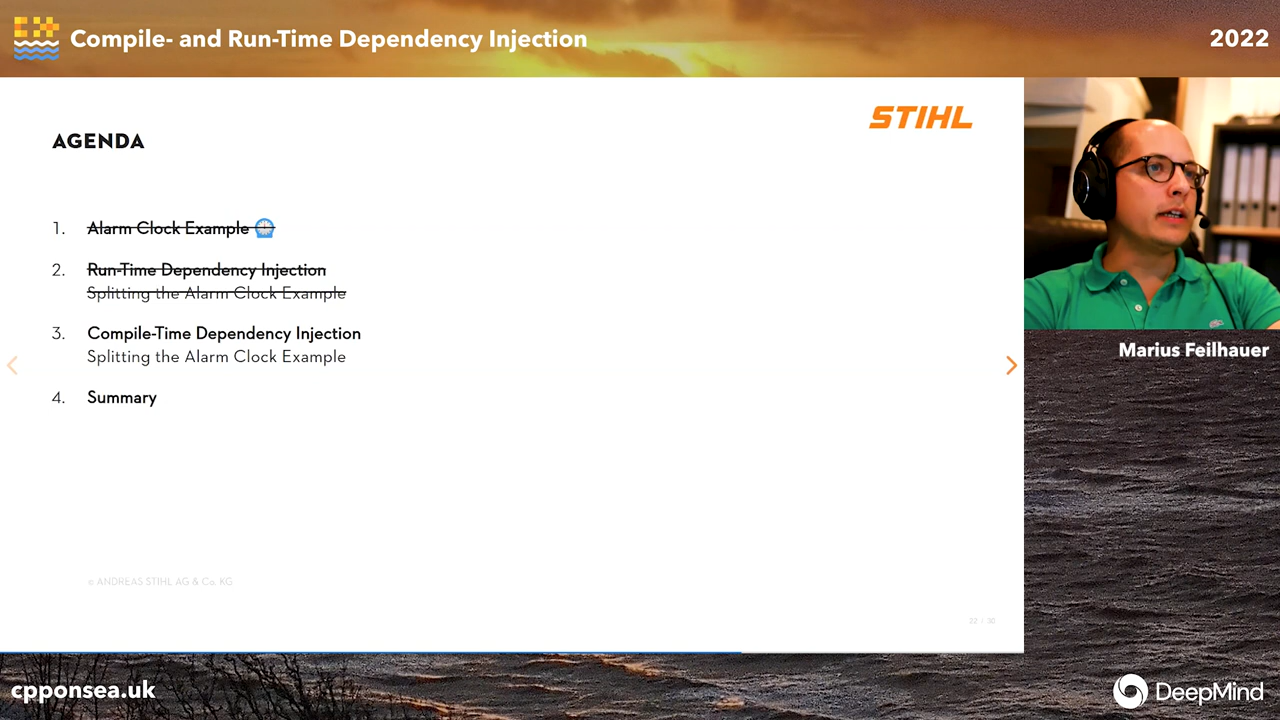 Compile- and Run-Time Dependency Injection
2022
STIHL
AGENDA
1. Alarm Clock Example
2. Run-Time Dependency Injection
Splitting the Alarm Clock Example
3. Compile-Time Dependency Injection
Splitting the Alarm Clock Example
4. Summary
Marius Feilhauer
© ANDREAS STIHL AG & Co. KG
22 / 30
cpponsea.uk
DeepMind